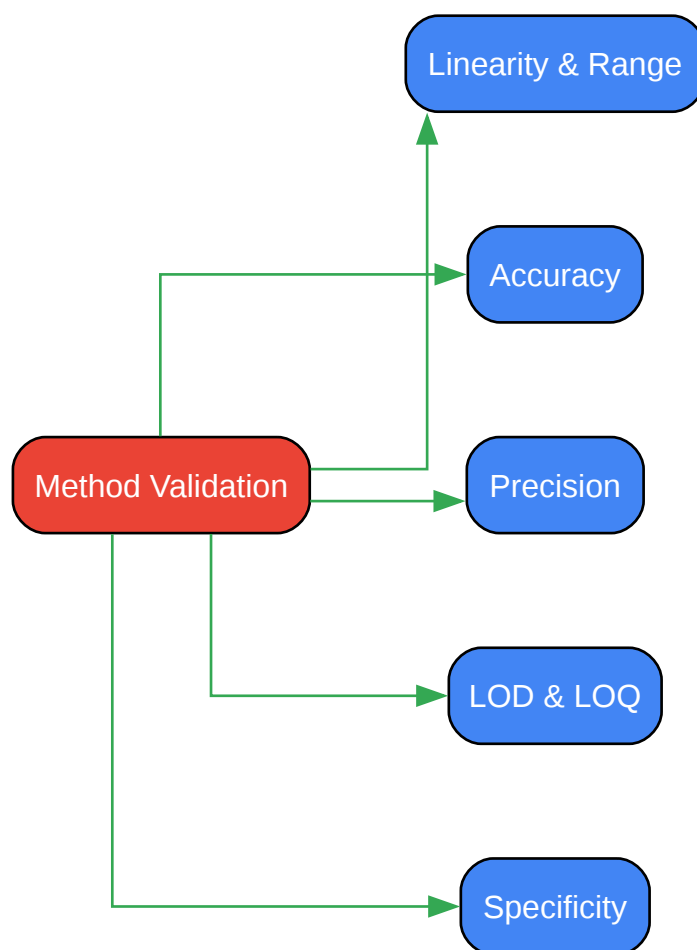 Linearity & Range
Accuracy
Method Validation
Precision
LOD & LOQ
Specificity